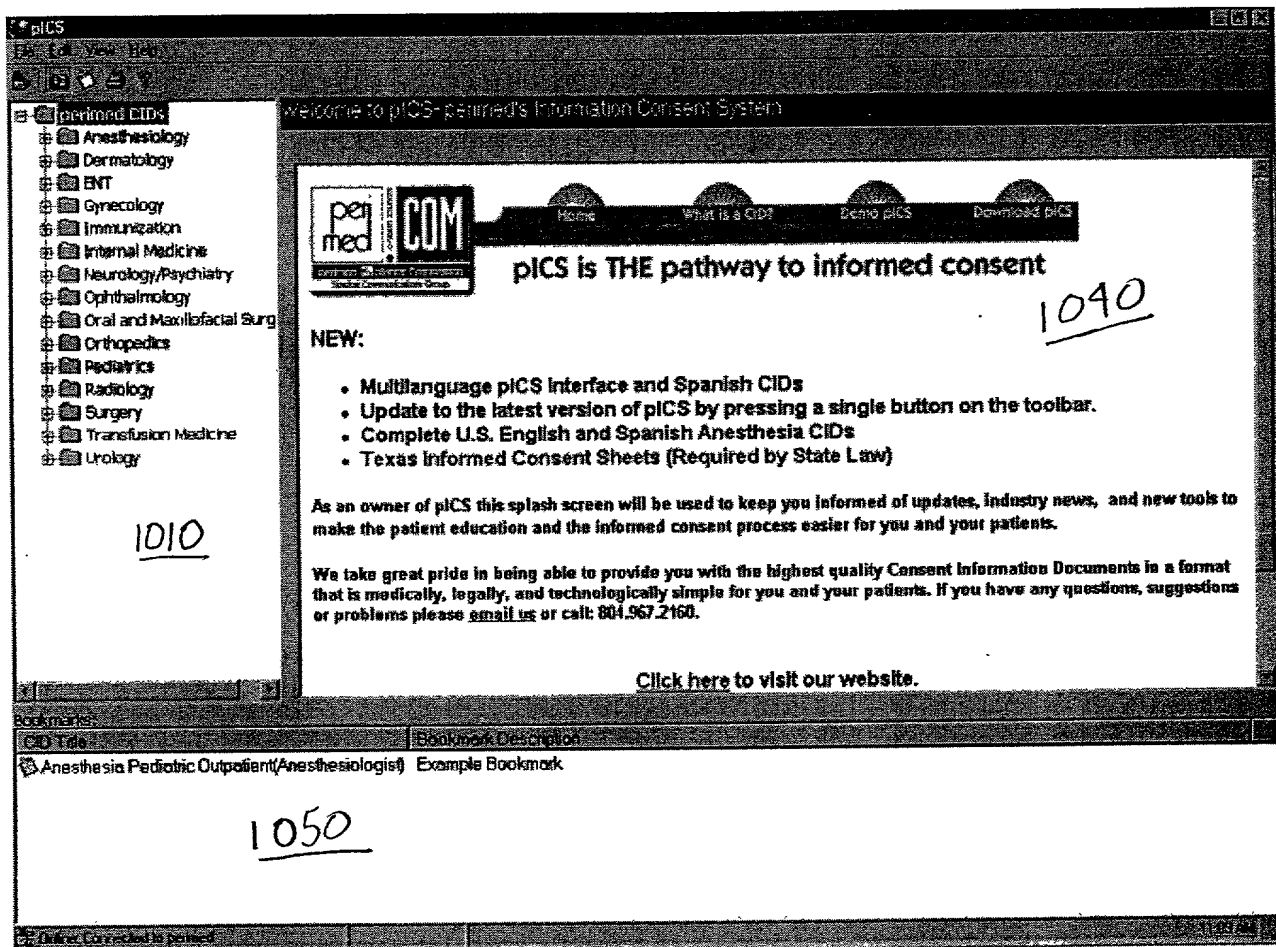 pICS
File Edit View Help
perimed CIDs
Anesthesiology
Dermatology
ENT
Gynecology
Immunization
Internal Medicine
Neurology/Psychiatry
Ophthalmology
Oral and Maxillofacial Surg
Orthopedics
Pediatrics
Radiology
Surgery
Transfusion Medicine
Urology
1010
welcome to pICS- perimed's Information Consent System
peri
med
COM
Home
What is a CID?
Demo pICS
Download pICS
pICS is THE pathway to informed consent
1040
NEW:
• Multilanguage pICS Interface and Spanish CIDs
• Update to the latest version of pICS by pressing a single button on the toolbar.
• Complete U.S. English and Spanish Anesthesia CIDs
• Texas Informed Consent Sheets (Required by State Law)
As an owner of pICS this splash screen will be used to keep you informed of updates, industry news, and new tools to
make the patient education and the informed consent process easier for you and your patients.
We take great pride in being able to provide you with the highest quality Consent Information Documents in a format
that is medically, legally, and technologically simple for you and your patients. If you have any questions, suggestions
or problems please email us or call: 804.967.2160.
Click here to visit our website.
Bookmarks:
CID Title
Bookmark Description
Anesthesia Pediatric Outpatient(Anesthesiologist) Example Bookmark
1050
Online: Connected to perimed
11:09 AM